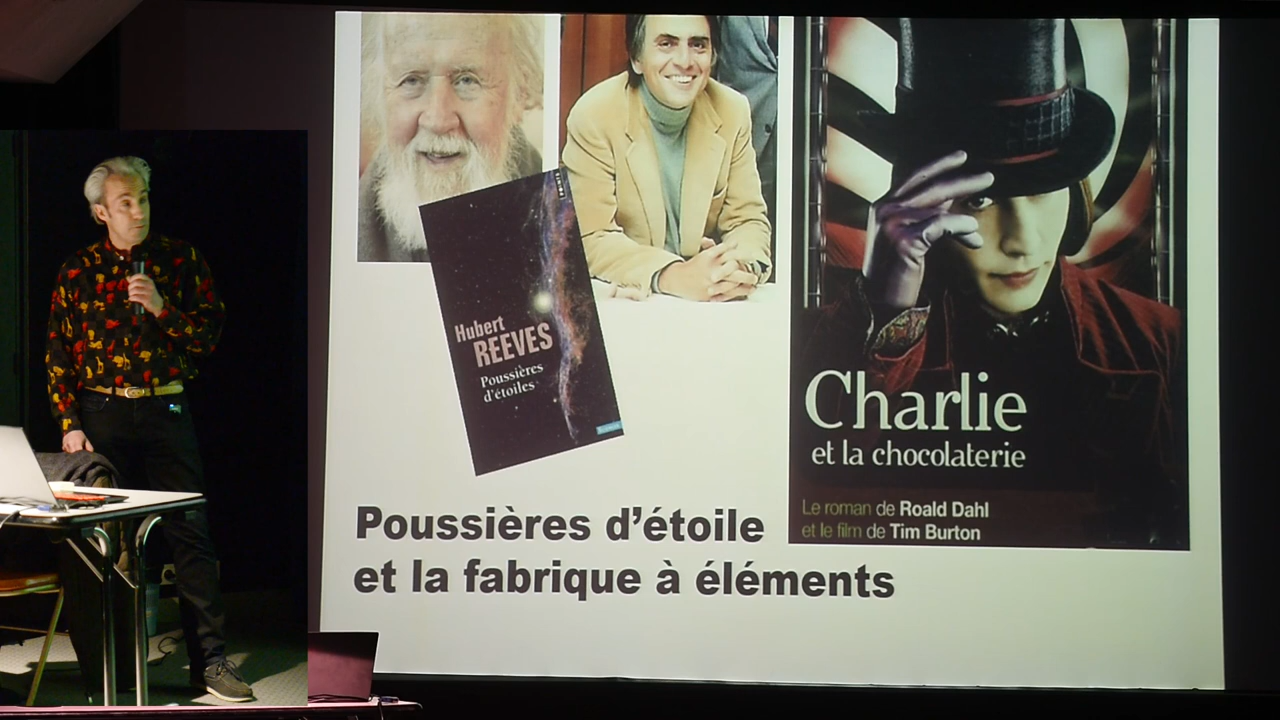 Hubert
REEVES
Poussières
d'étoiles
Charlie
et la chocolaterie
Le roman de Roald Dahl
et le film de Tim Burton
Poussières d'étoile
et la fabrique à éléments